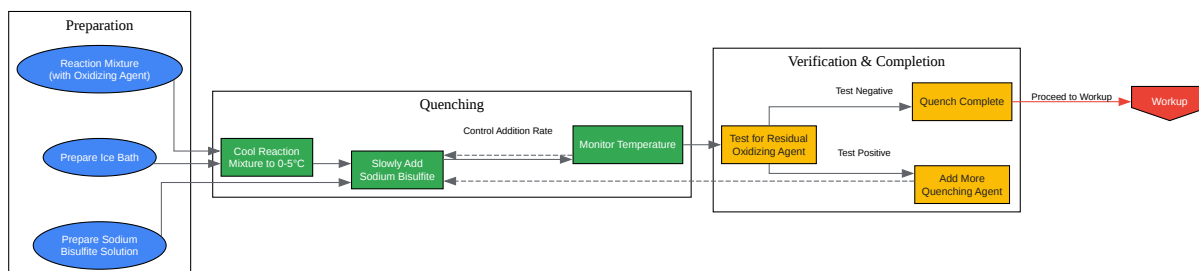 Preparation
Reaction Mixture
(with Oxidizing Agent)
Prepare Ice Bath
Prepare Sodium
Bisulfite Solution
Quenching
Cool Reaction
Mixture to 0-5°C
Slowly Add
Sodium Bisulfite
Control Addition Rate
Monitor Temperature
Verification & Completion
Test for Residual
Oxidizing Agent
Test Negative
Quench Complete
Test Positive
Add More
Quenching Agent
Proceed to Workup
Workup